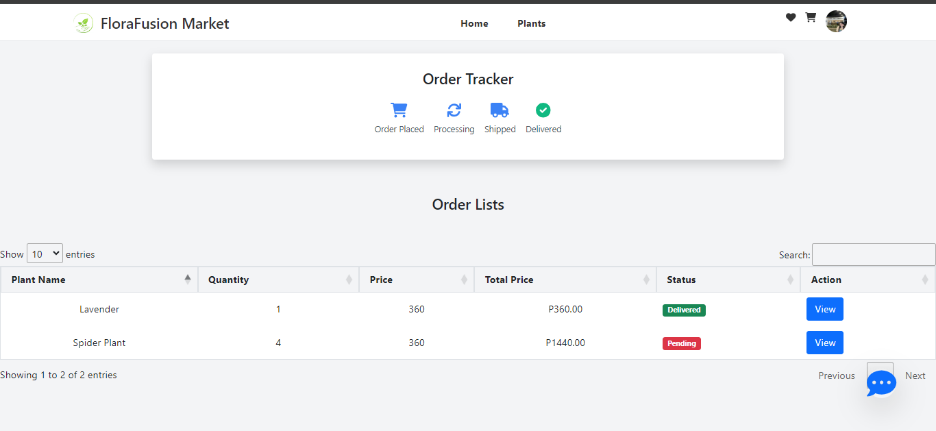 FloraFusion Market Home Plants
Order Tracker
Order Placed Processing Shipped Delivered
Order Lists
Show 10 entries Search:
Plant Name Quantity Price Total Price Status Action
Lavender 1 360 P360.00 Delivered View
Spider Plant 4 360 P1440.00 Pending View
Showing 1 to 2 of 2 entries Previous Next